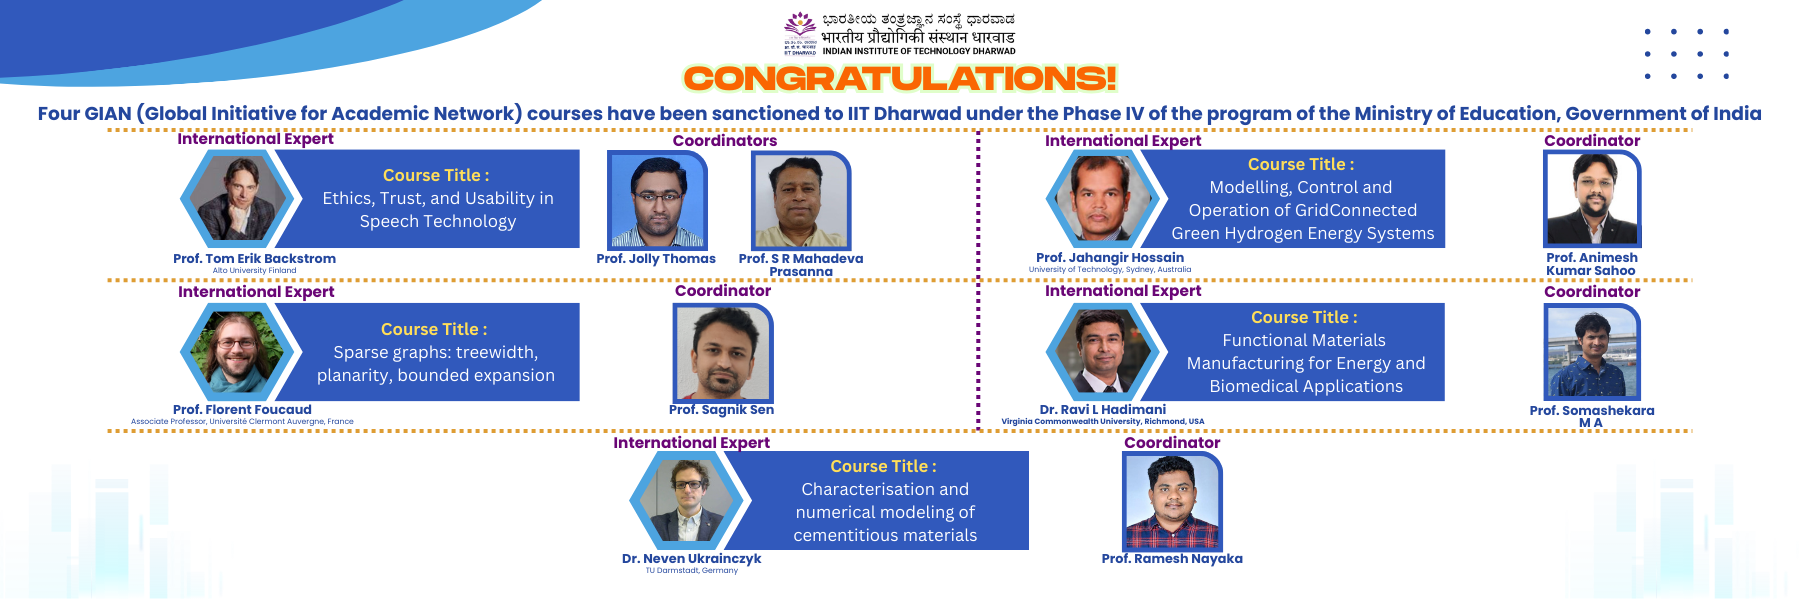 ಭಾರತೀಯ ತಂತ್ರಜ್ಞಾನ ಸಂಸ್ಥೆ ಧಾರವಾಡ
भारतीय प्रौद्योगिकी संस्थान धारवाड
INDIAN INSTITUTE OF TECHNOLOGY DHARWAD
IIT DHARWAD
CONGRATULATIONS!
Four GIAN (Global Initiative for Academic Network) courses have been sanctioned to IIT Dharwad under the Phase IV of the program of the Ministry of Education, Government of India
International Expert
Course Title :
Ethics, Trust, and Usability in
Speech Technology
Prof. Tom Erik Backstrom
Alto University Finland
Coordinators
Prof. Jolly Thomas
Prof. S R Mahadeva
Prasanna
International Expert
Course Title :
Modelling, Control and
Operation of GridConnected
Green Hydrogen Energy Systems
Prof. Jahangir Hossain
University of Technology, Sydney, Australia
Coordinator
Prof. Animesh
Kumar Sahoo
International Expert
Course Title :
Sparse graphs: treewidth,
planarity, bounded expansion
Prof. Florent Foucaud
Associate Professor, Université Clermont Auvergne, France
Coordinator
Prof. Sagnik Sen
International Expert
Course Title :
Functional Materials
Manufacturing for Energy and
Biomedical Applications
Dr. Ravi L Hadimani
Virginia Commonwealth University, Richmond, USA
Coordinator
Prof. Somashekara
M A
International Expert
Course Title :
Characterisation and
numerical modeling of
cementitious materials
Dr. Neven Ukrainczyk
TU Darmstadt, Germany
Coordinator
Prof. Ramesh Nayaka